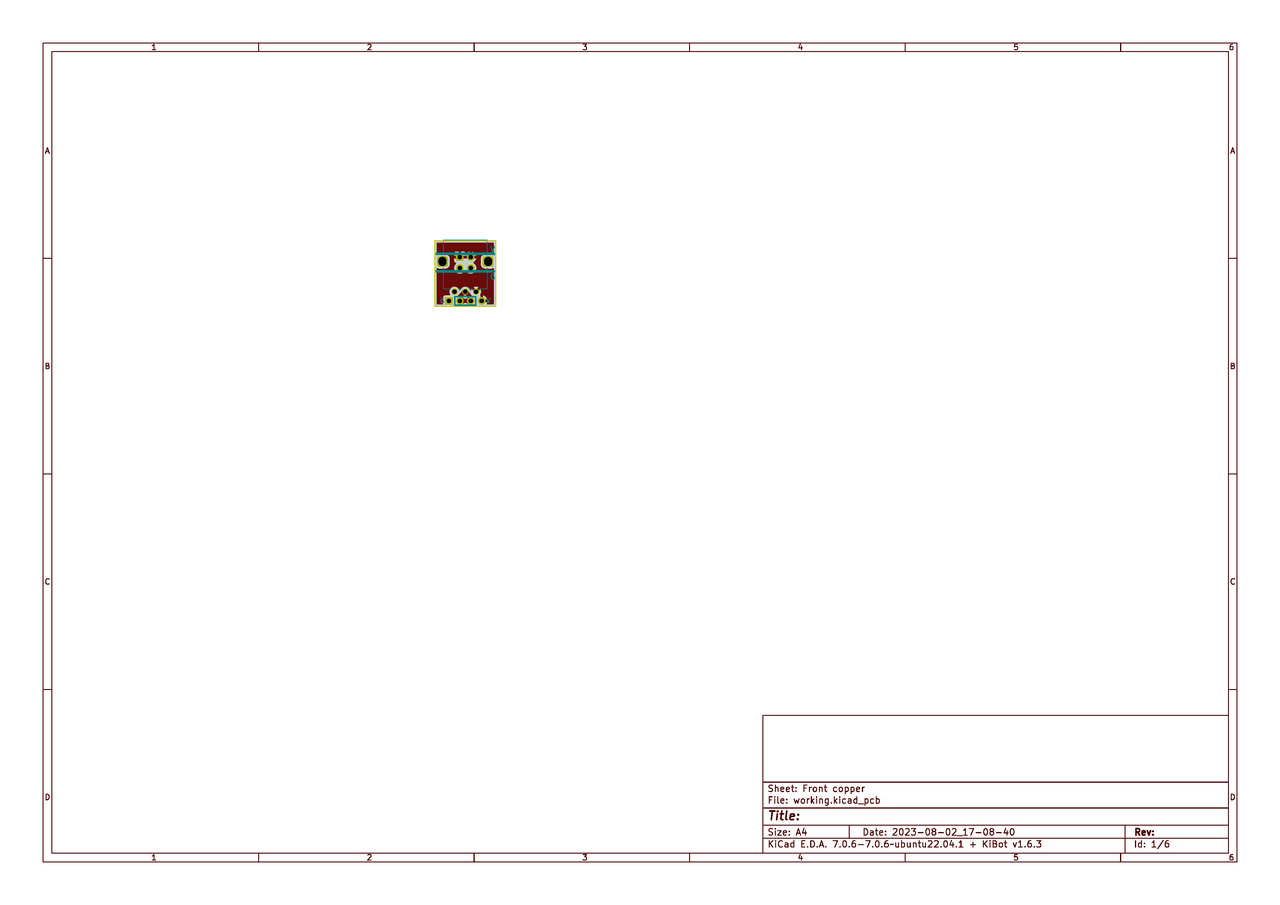 1 2 3 4 5 6
A A
B B
C C
D D
Sheet: Front copper
File: working.kicad_pcb
Title:
Size: A4 Date: 2023-08-02_17-08-40 Rev:
KiCad E.D.A. 7.0.6-7.0.6~ubuntu22.04.1 + KiBot v1.6.3 Id: 1/6
1 2 3 4 5 6